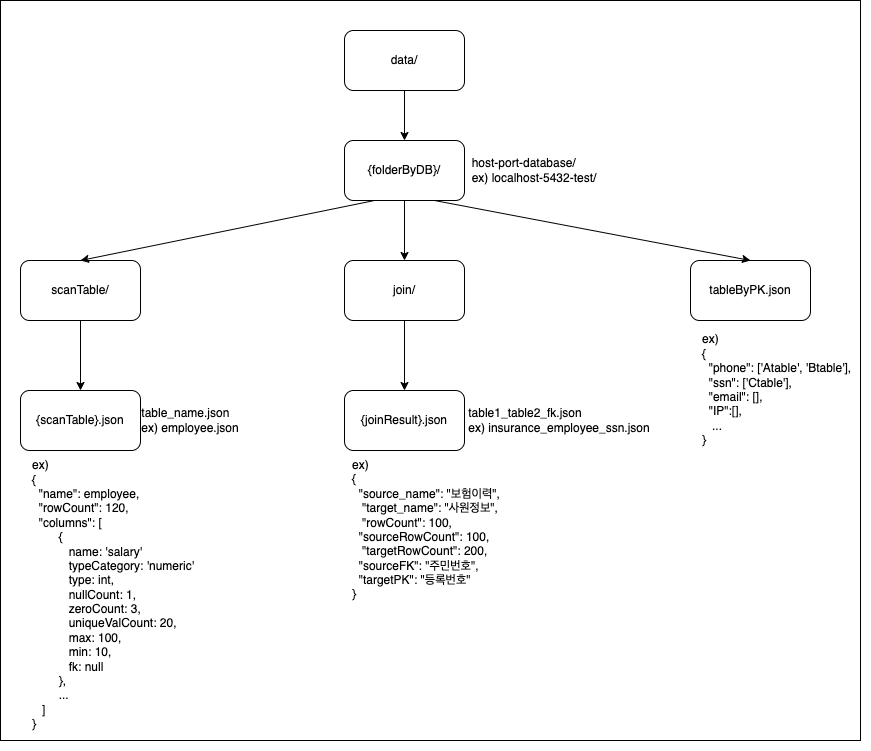 data/
{folderByDB}/
host-port-database/
ex) localhost-5432-test/
scanTable/
join/
tableByPK.json
ex)
{
"phone": ['Atable', 'Btable'],
"ssn": ['Ctable'],
"email": [],
"IP":[],
...
}
{scanTable}.json
table_name.json
ex) employee.json
{joinResult}.json
table1_table2_fk.json
ex) insurance_employee_ssn.json
ex)
{
"name": employee,
"rowCount": 120,
"columns": [
{
name: 'salary'
typeCategory: 'numeric'
type: int,
nullCount: 1,
zeroCount: 3,
uniqueValCount: 20,
max: 100,
min: 10,
fk: null
},
...
]
}
ex)
{
"source_name": "보험이력",
"target_name": "사원정보",
"rowCount": 100,
"sourceRowCount": 100,
"targetRowCount": 200,
"sourceFK": "주민번호",
"targetPK": "등록번호"
}